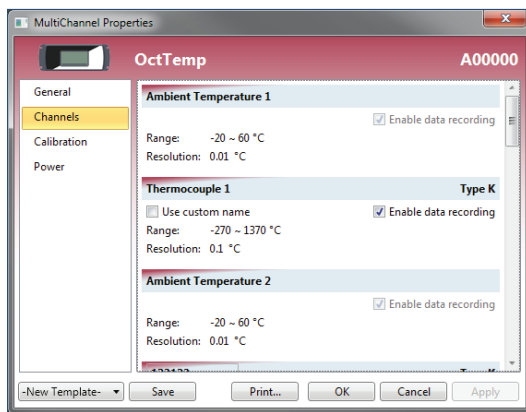 MultiChannel Properties
OctTemp A00000
General
Channels
Calibration
Power
Ambient Temperature 1
Enable data recording
Range: -20 ~ 60 °C
Resolution: 0.01 °C
Thermocouple 1 Type K
Use custom name Enable data recording
Range: -270 ~ 1370 °C
Resolution: 0.1 °C
Ambient Temperature 2
Enable data recording
Range: -20 ~ 60 °C
Resolution: 0.01 °C
-New Template- Save Print... OK Cancel Apply